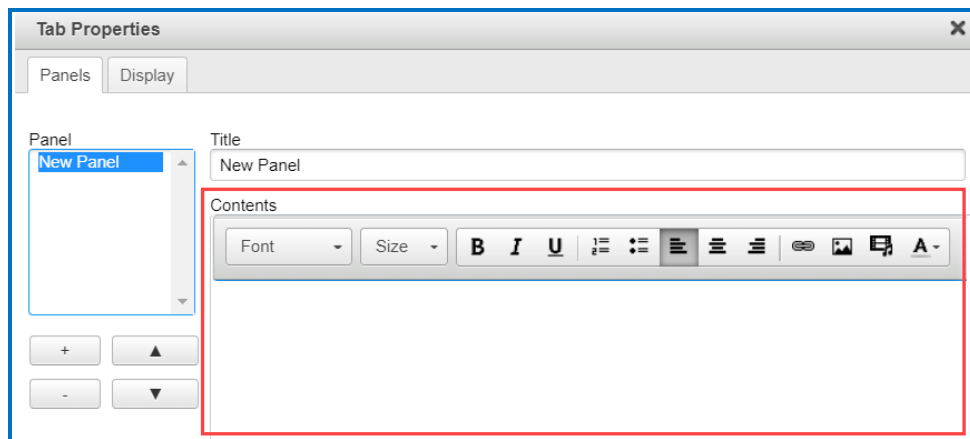 Tab Properties
Panels Display
Panel
New Panel
Title
New Panel
Contents
Font Size B I U A
+
-